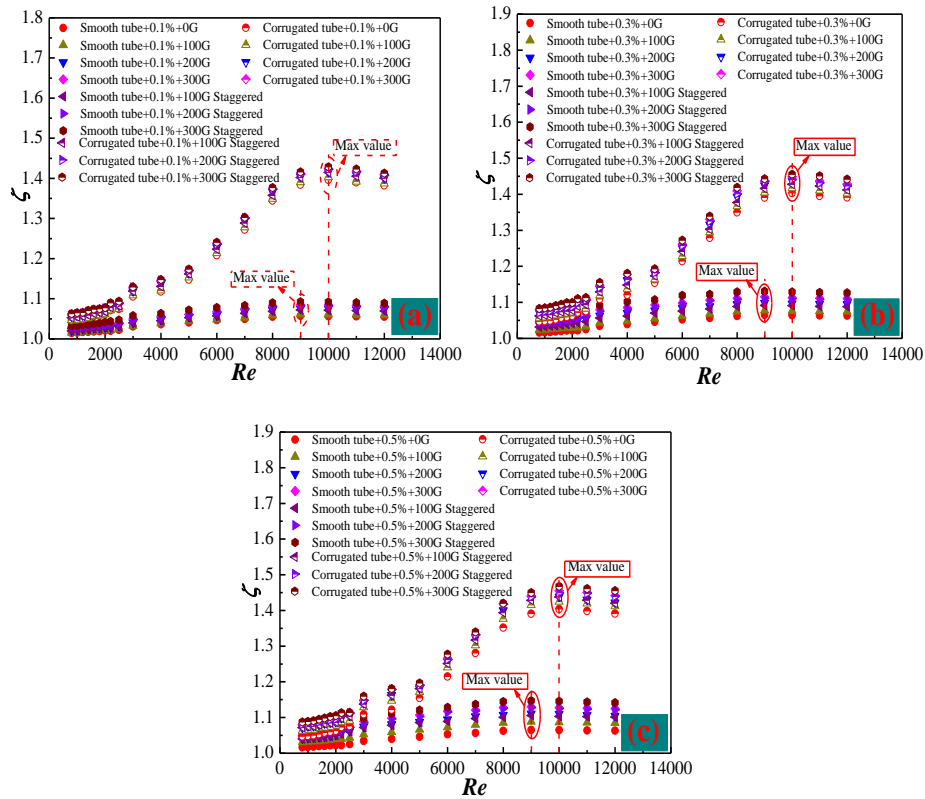 Smooth tube+0.1%+0G
Smooth tube+0.1%+100G
Smooth tube+0.1%+200G
Smooth tube+0.1%+300G
Smooth tube+0.1%+100G Staggered
Smooth tube+0.1%+200G Staggered
Smooth tube+0.1%+300G Staggered
Corrugated tube+0.1%+100G Staggered
Corrugated tube+0.1%+200G Staggered
Corrugated tube+0.1%+300G Staggered
Corrugated tube+0.1%+0G
Corrugated tube+0.1%+100G
Corrugated tube+0.1%+200G
Corrugated tube+0.1%+300G
1.8
1.7
1.6
1.5
1.4
1.3
1.2
1.1
1.0
ζ
Max value
Max value
(a)
0 2000 4000 6000 8000 10000 12000 14000
Re
Smooth tube+0.3%+0G
Smooth tube+0.3%+100G
Smooth tube+0.3%+200G
Smooth tube+0.3%+300G
Smooth tube+0.3%+100G Staggered
Smooth tube+0.3%+200G Staggered
Smooth tube+0.3%+300G Staggered
Corrugated tube+0.3%+100G Staggered
Corrugated tube+0.3%+200G Staggered
Corrugated tube+0.3%+300G Staggered
Corrugated tube+0.3%+0G
Corrugated tube+0.3%+100G
Corrugated tube+0.3%+200G
Corrugated tube+0.3%+300G
1.9
1.8
1.7
1.6
1.5
1.4
1.3
1.2
1.1
1.0
ζ
Max value
Max value
(b)
0 2000 4000 6000 8000 10000 12000 14000
Re
Smooth tube+0.5%+0G
Smooth tube+0.5%+100G
Smooth tube+0.5%+200G
Smooth tube+0.5%+300G
Smooth tube+0.5%+100G Staggered
Smooth tube+0.5%+200G Staggered
Smooth tube+0.5%+300G Staggered
Corrugated tube+0.5%+100G Staggered
Corrugated tube+0.5%+200G Staggered
Corrugated tube+0.5%+300G Staggered
Corrugated tube+0.5%+0G
Corrugated tube+0.5%+100G
Corrugated tube+0.5%+200G
Corrugated tube+0.5%+300G
1.9
1.8
1.7
1.6
1.5
1.4
1.3
1.2
1.1
1.0
ζ
Max value
Max value
(c)
0 2000 4000 6000 8000 10000 12000 14000
Re